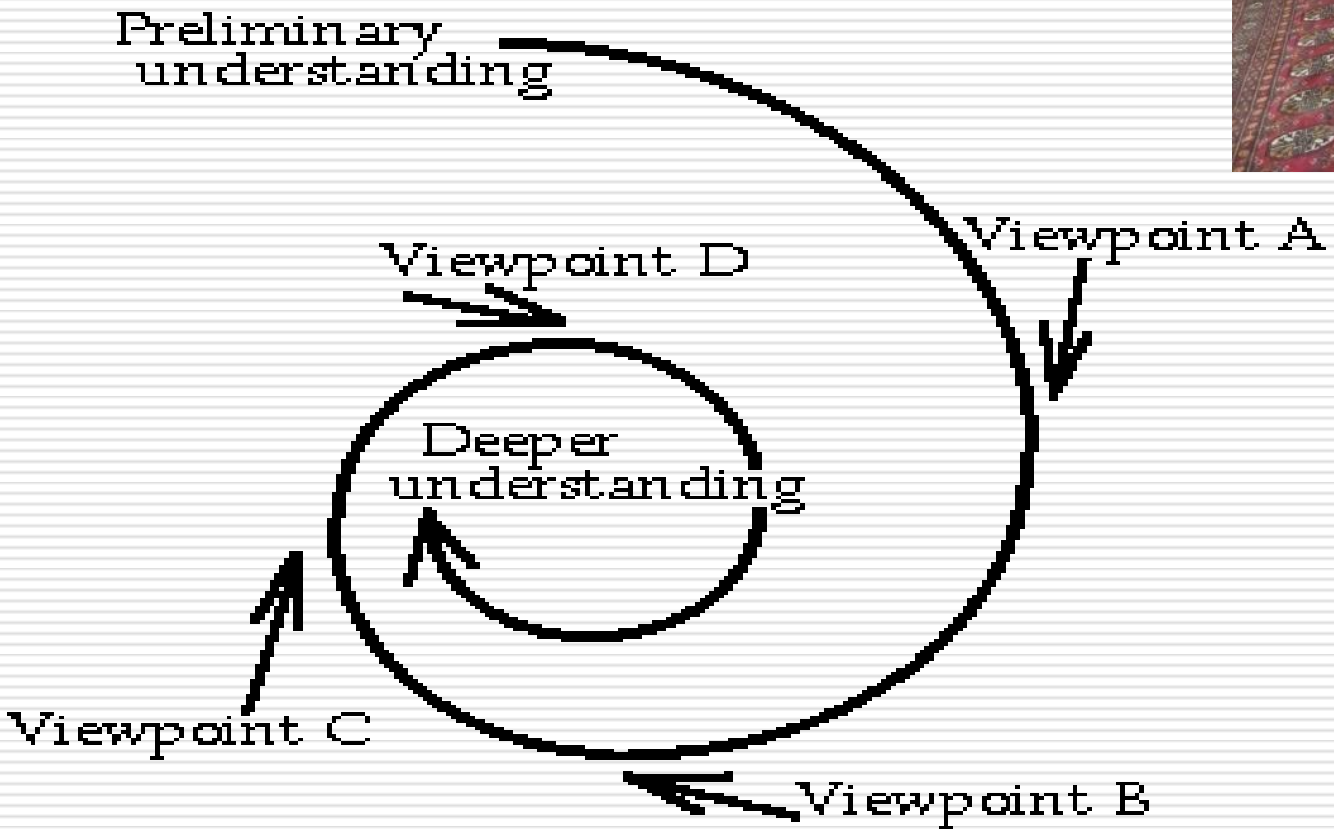 Preliminary
understanding
Viewpoint A
Viewpoint D
Deeper
understanding
Viewpoint C
Viewpoint B